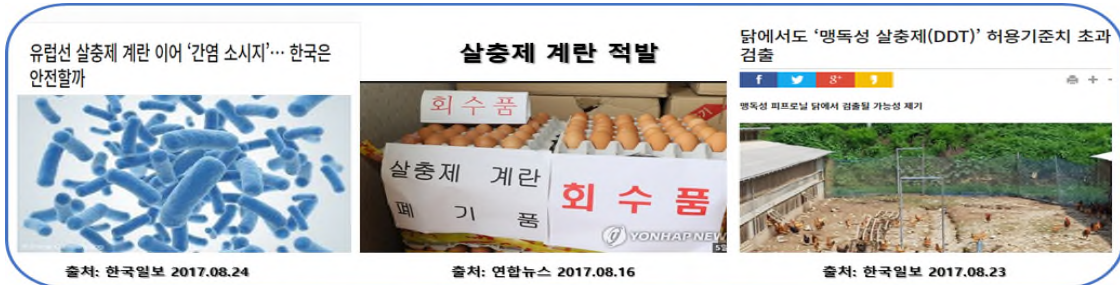 유럽선 살충제 계란 이어 ‘간염 소시지’… 한국은
안전할까
출처: 한국일보 2017.08.24
살충제 계란 적발
회수품
살충제 계란
폐 기 품
회수품
YONHAP NEW
출처: 연합뉴스 2017.08.16
닭에서도 ‘맹독성 살충제(DDT)’ 허용기준치 초과
검출
f g+
맹독성 피프로닐 닭에서 검출될 가능성 제기
출처: 한국일보 2017.08.23